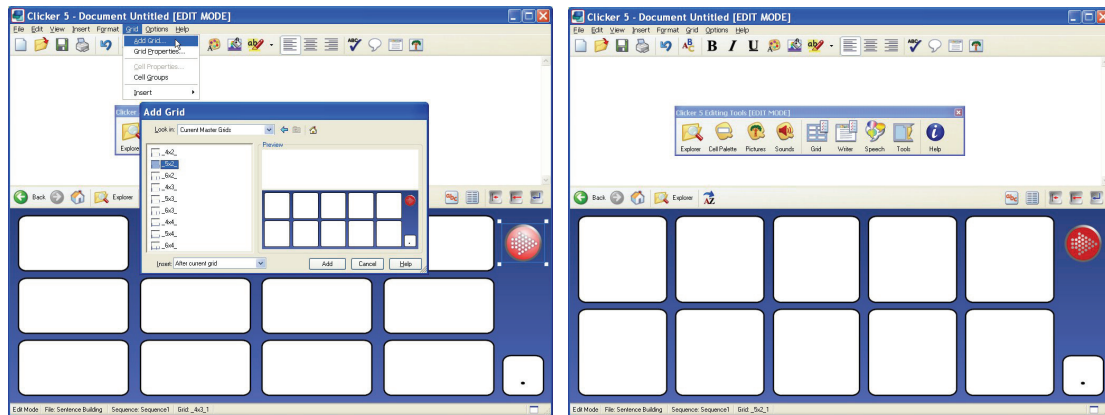 Clicker 5 - Document Untitled [EDIT MODE]
File Edit View Insert Format Grid Options Help
Add Grid...
Grid Properties...
Cell Properties...
Cell Groups
Insert
ABC
Clicker
Explorer
Add Grid
Look in: Current Master Grids
Preview
_4x2_
_5x2_
_6x2_
_4x3_
_5x3_
_6x3_
_4x4_
_5x4_
_6x4_
.
Insert: After current grid
Add Cancel Help
Back Explorer
.
Edit Mode File: Sentence Building Sequence: Sequence1 Grid: _4x3_1
Clicker 5 - Document Untitled [EDIT MODE]
File Edit View Insert Format Grid Options Help
B I U
ABC
Clicker 5 Editing Tools [EDIT MODE]
Explorer Cell Palette Pictures Sounds Grid Writer Speech Tools Help
Back Explorer AZ
.
Edit Mode File: Sentence Building Sequence: Sequence1 Grid: _5x2_1